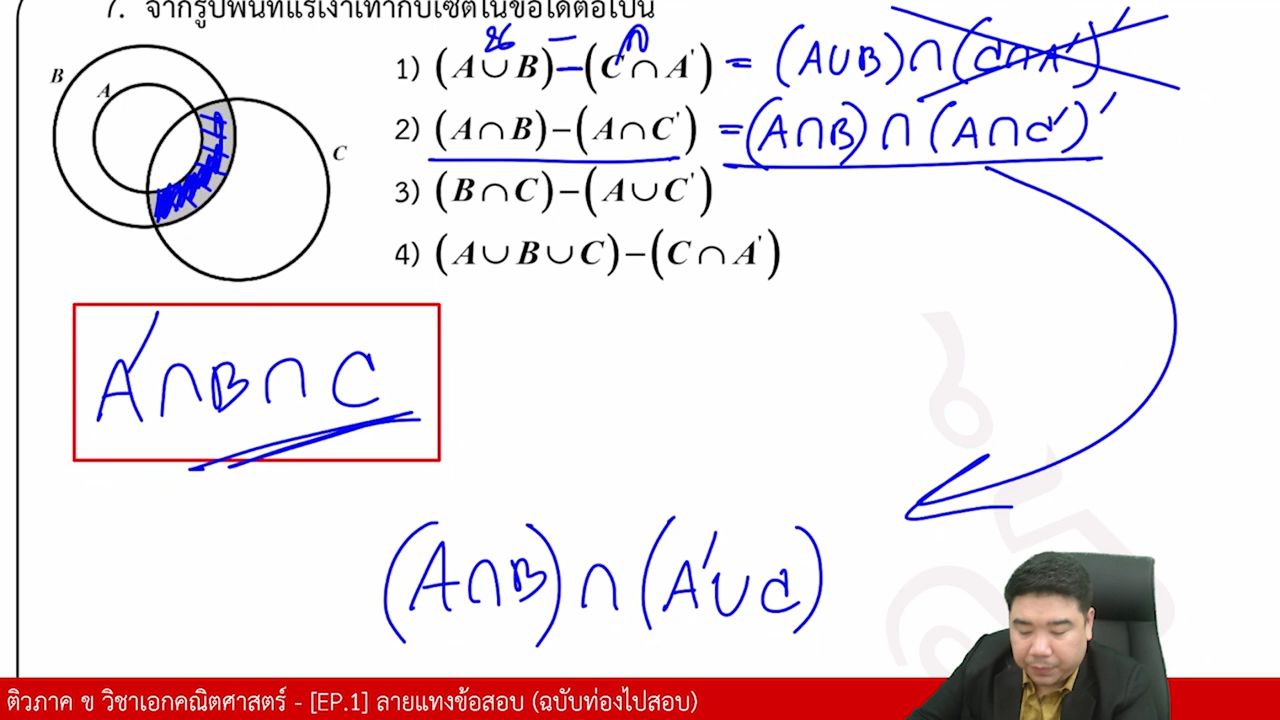 7. จากรูปพื้นที่แรเงาเท่ากับเซตในข้อใดต่อไปนี้
B
A
C
1) (A∪B)−(C∩A') = (A∪B)∩(C∩A')'
2) (A∩B)−(A∩C') =(A∩B)∩(A∩C')'
3) (B∩C)−(A∪C')
4) (A∪B∪C)−(C∩A')
A'∩B∩C
(A∩B)∩(A'∪C)
ติวภาค ข วิชาเอกคณิตศาสตร์ - [EP.1] ลายแทงข้อสอบ (ฉบับท่องไปสอบ)